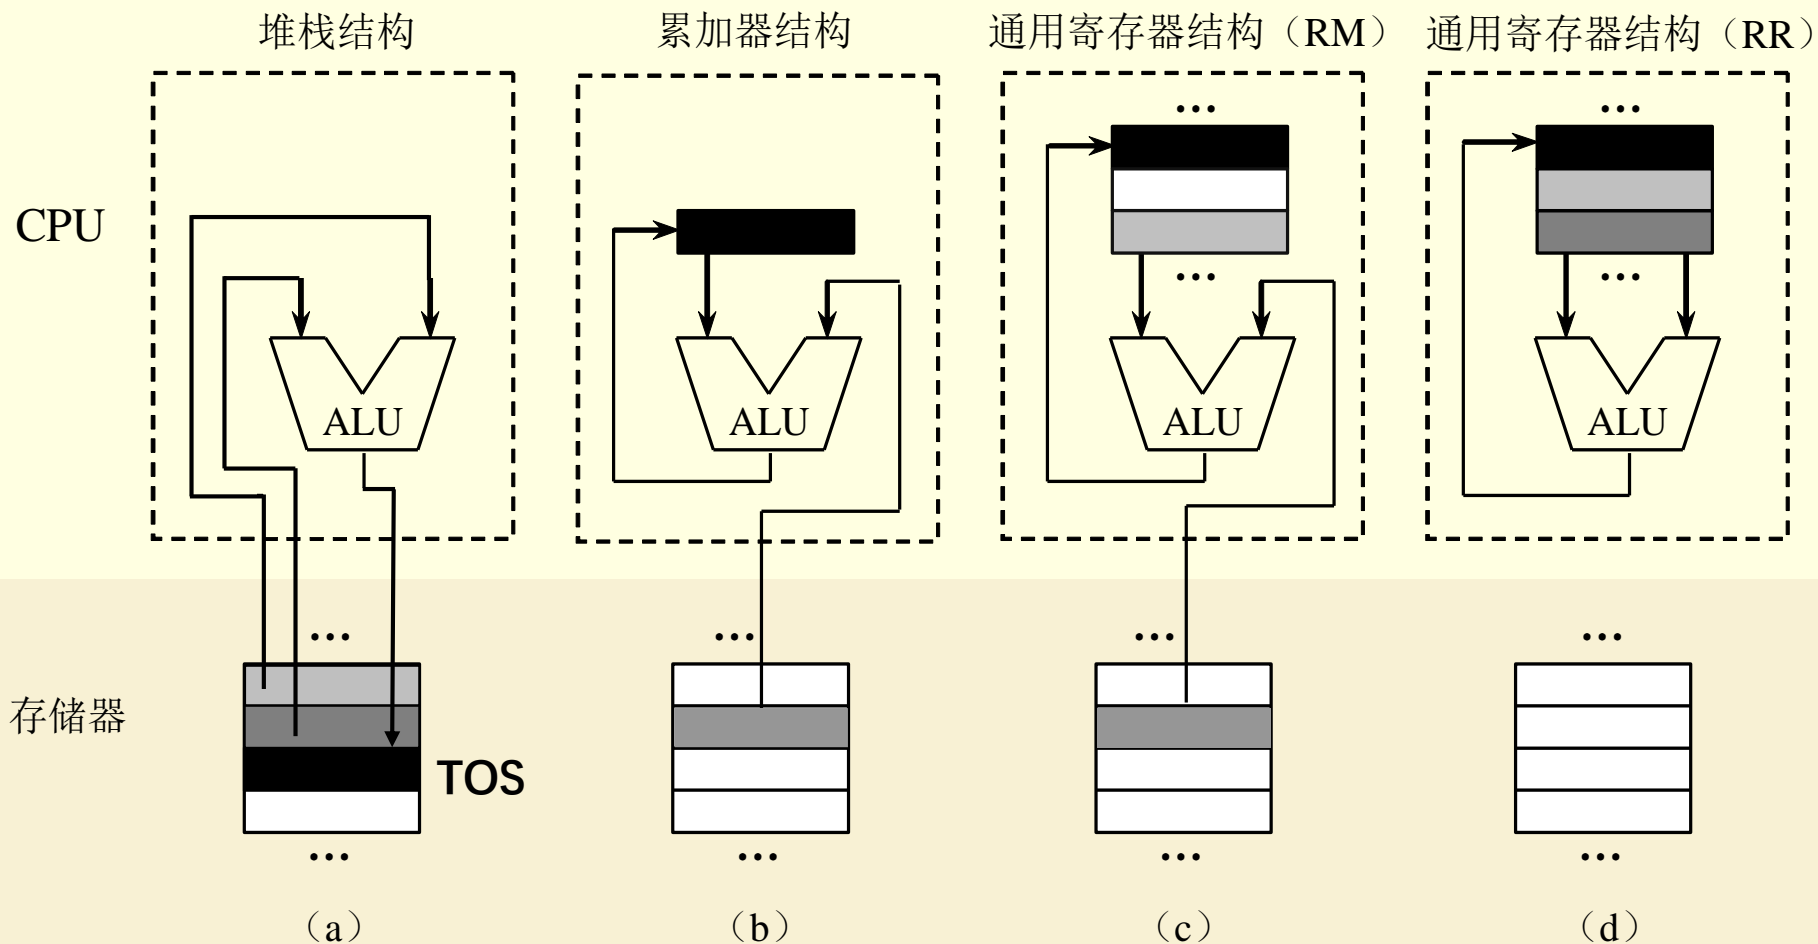 堆栈结构
累加器结构
通用寄存器结构（RM）
通用寄存器结构（RR）
...
...
CPU
...
...
ALU
ALU
ALU
ALU
...
...
...
...
存储器
TOS
...
...
...
...
（a）
（b）
（c）
（d）